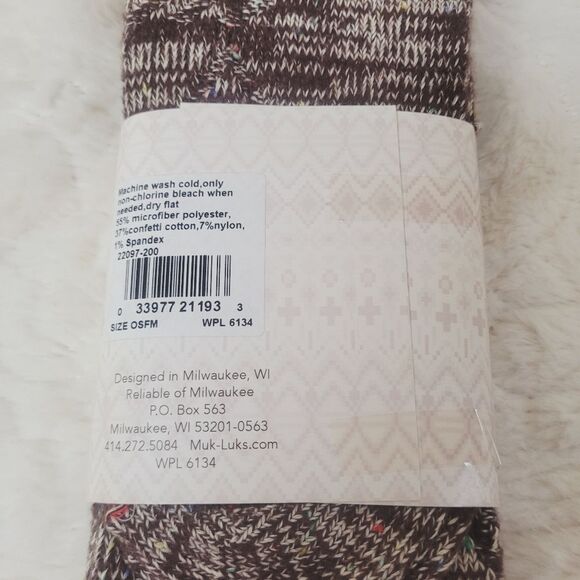 Machine wash cold,only
non-chlorine bleach when
needed,dry flat
55% microfiber polyester,
37%confetti cotton,7%nylon,
1% Spandex
22097-200
0 33977 21193 3
SIZE OSFM WPL 6134
Designed in Milwaukee, WI
Reliable of Milwaukee
P.O. Box 563
Milwaukee, WI 53201-0563
414.272.5084 Muk-Luks.com
WPL 6134